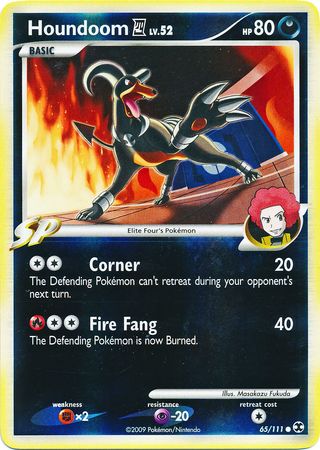 Houndoom 四 LV.52 HP 80
BASIC
Elite Four's Pokémon
SP
Corner 20
The Defending Pokémon can't retreat during your opponent's
next turn.
Fire Fang 40
The Defending Pokémon is now Burned.
Illus. Masakazu Fukuda
weakness resistance retreat cost
×2 -20
©2009 Pokémon/Nintendo 65/111 ●